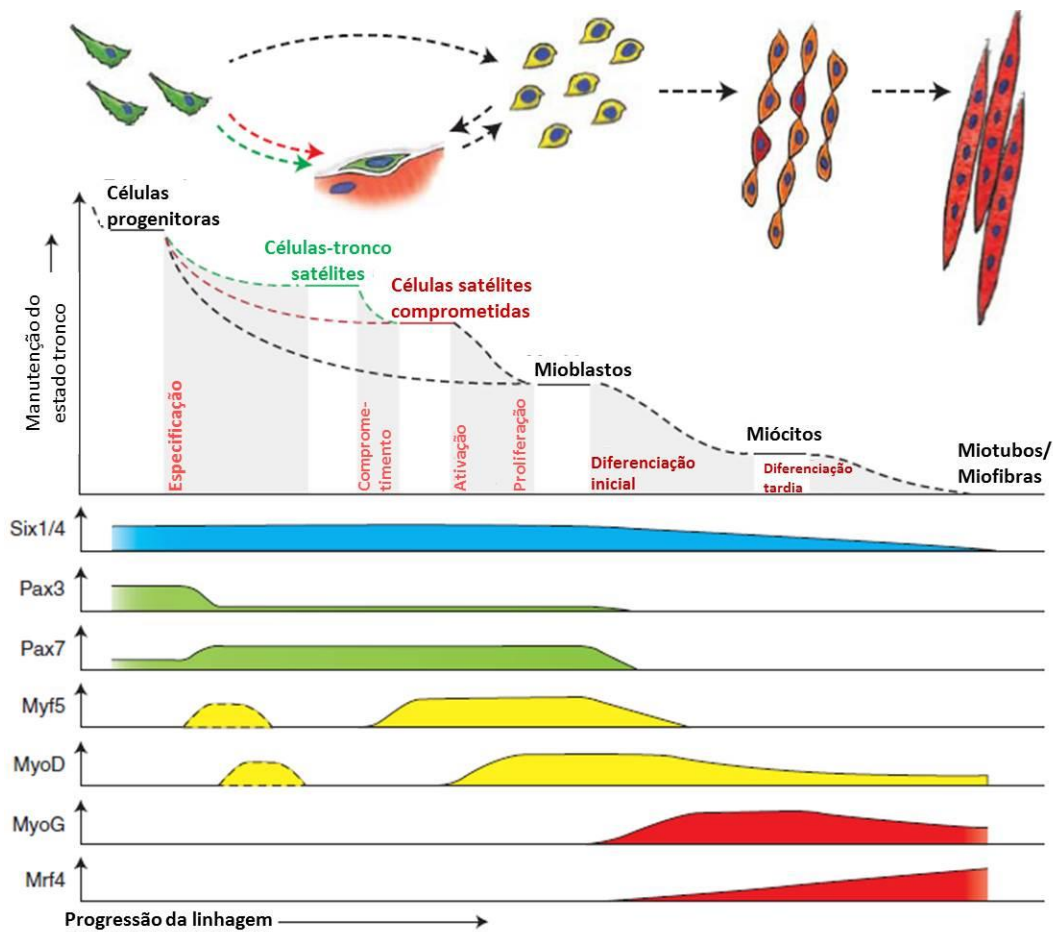 Células
progenitoras
Células-tronco
satélites
Células satélites
comprometidas
Mioblastos
Miócitos
Miotubos/
Miofibras
Manutenção do
estado tronco
Especificação
Comprome-
timento
Ativação
Proliferação
Diferenciação
inicial
Diferenciação
tardia
Six1/4
Pax3
Pax7
Myf5
MyoD
MyoG
Mrf4
Progressão da linhagem